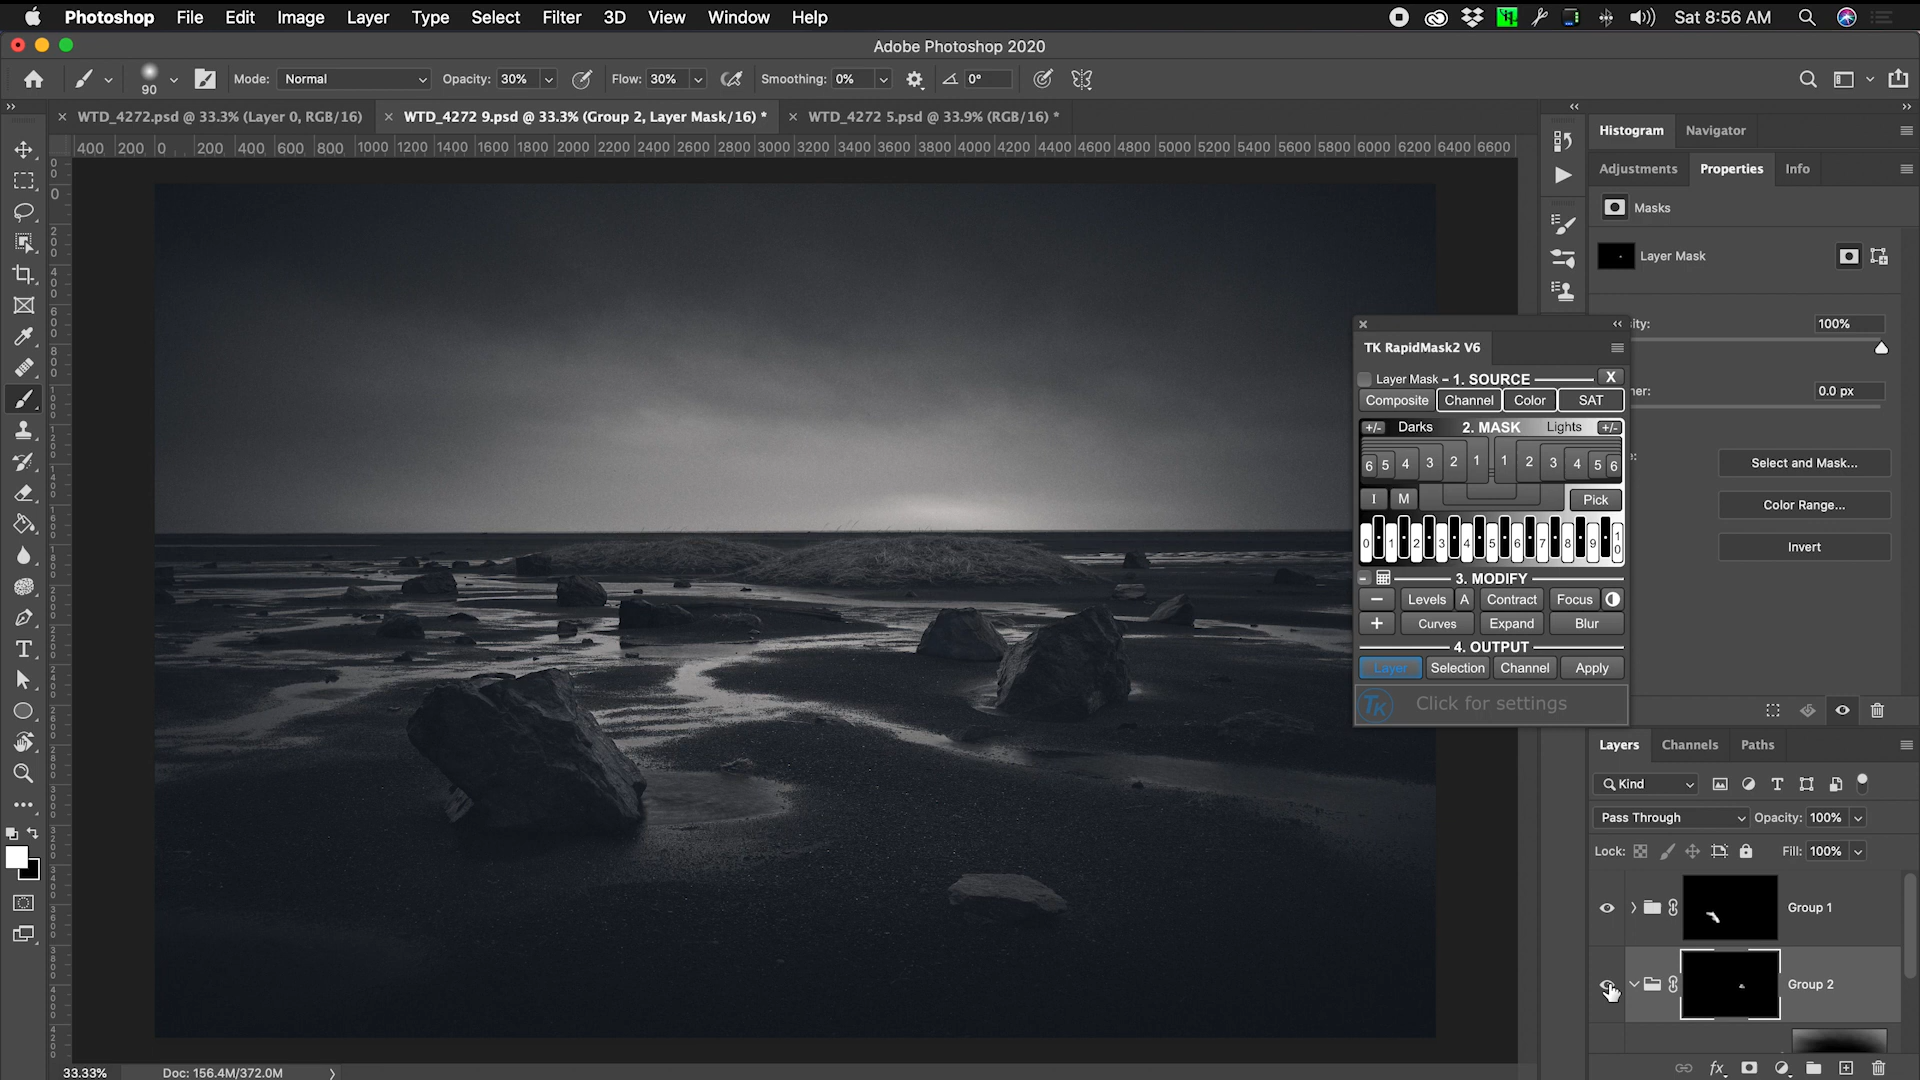 Photoshop File Edit Image Layer Type Select Filter 3D View Window Help Sat 8:56 AM
Adobe Photoshop 2020
90 Mode: Normal Opacity: 30% Flow: 30% Smoothing: 0% 0°
WTD_4272.psd @ 33.3% (Layer 0, RGB/16) WTD_4272 9.psd @ 33.3% (Group 2, Layer Mask/16) * WTD_4272 5.psd @ 33.9% (RGB/16) *
400 200 0 200 400 600 800 1000 1200 1400 1600 1800 2000 2200 2400 2600 2800 3000 3200 3400 3600 3800 4000 4200 4400 4600 4800 5000 5200 5400 5600 5800 6000 6200 6400 6600
Histogram Navigator
Adjustments Properties Info
Masks
Layer Mask
sity: 100%
her: 0.0 px
e:
Select and Mask...
Color Range...
Invert
TK RapidMask2 V6
Layer Mask - 1. SOURCE X
Composite Channel Color SAT
+/- Darks 2. MASK Lights +/-
6 5 4 3 2 1 = 1 2 3 4 5 6
I M Pick
0 1 2 3 4 5 6 7 8 9 10
- 3. MODIFY
− Levels A Contract Focus
+ Curves Expand Blur
4. OUTPUT
Layer Selection Channel Apply
TK Click for settings
Layers Channels Paths
Kind
Pass Through Opacity: 100%
Lock: Fill: 100%
Group 1
Group 2
fx
33.33% Doc: 156.4M/372.0M